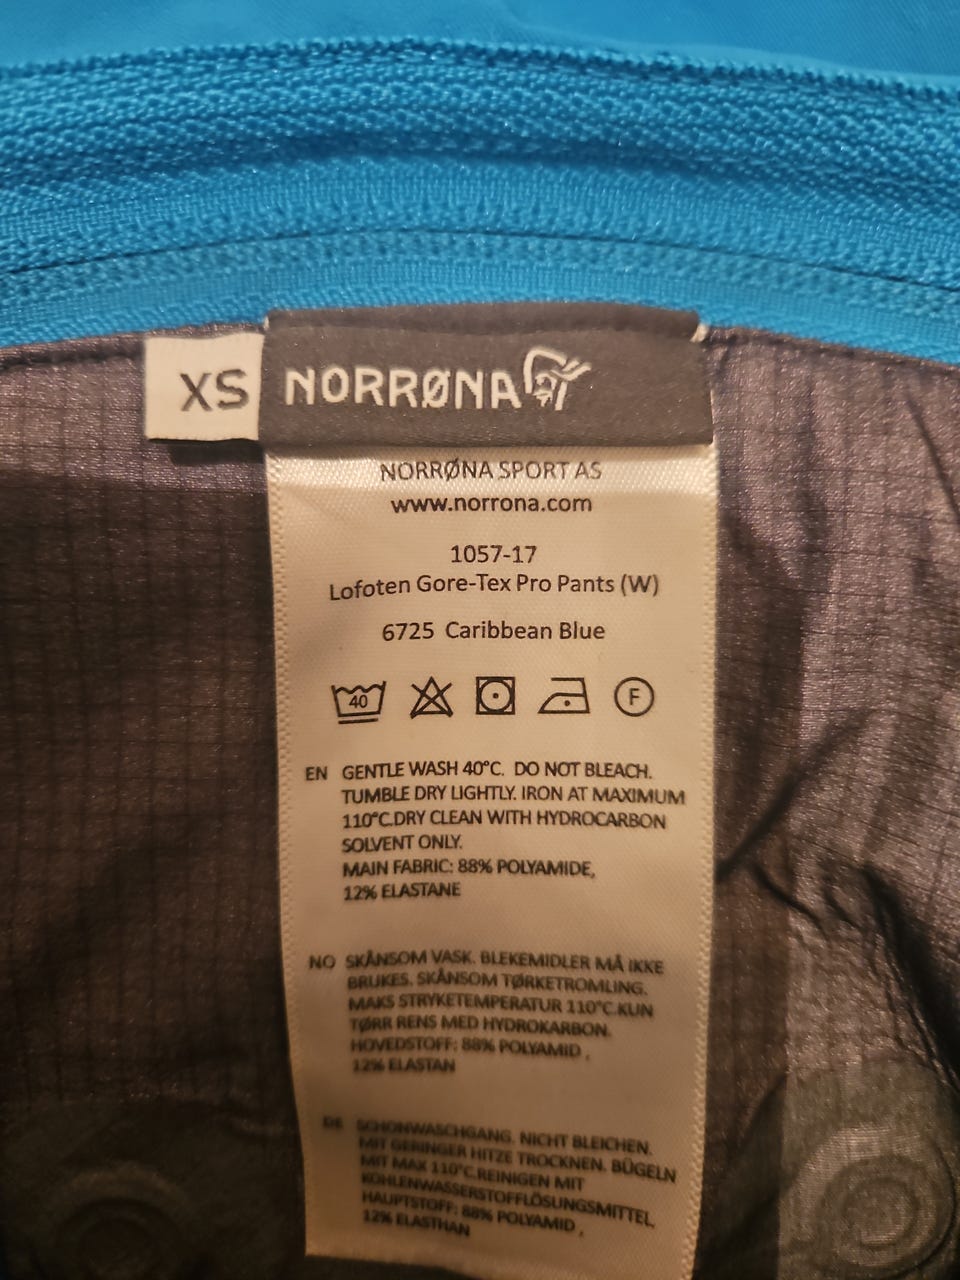 XS
NORRØNA
NORRØNA SPORT AS
www.norrona.com
1057-17
Lofoten Gore-Tex Pro Pants (W)
6725 Caribbean Blue
40
F
EN GENTLE WASH 40°C. DO NOT BLEACH.
TUMBLE DRY LIGHTLY. IRON AT MAXIMUM
110°C.DRY CLEAN WITH HYDROCARBON
SOLVENT ONLY.
MAIN FABRIC: 88% POLYAMIDE,
12% ELASTANE
NO SKÅNSOM VASK. BLEKEMIDLER MÅ IKKE
BRUKES. SKÅNSOM TØRKETROMLING.
MAKS STRYKETEMPERATUR 110°C.KUN
TØRR RENS MED HYDROKARBON.
HOVEDSTOFF: 88% POLYAMID ,
12% ELASTAN
DE SCHONWASCHGANG. NICHT BLEICHEN.
MIT GERINGER HITZE TROCKNEN. BÜGELN
MIT MAX 110°C.REINIGEN MIT
KOHLENWASSERSTOFFLÖSUNGSMITTEL,
HAUPTSTOFF: 88% POLYAMID ,
12% ELASTHAN